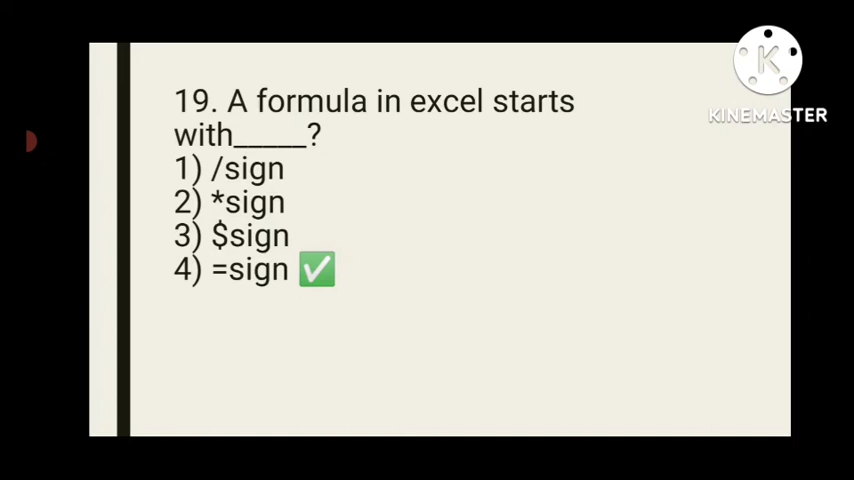 19. A formula in excel starts
with_____?
1) /sign
2) *sign
3) $sign
4) =sign ✅
K
KINEMASTER